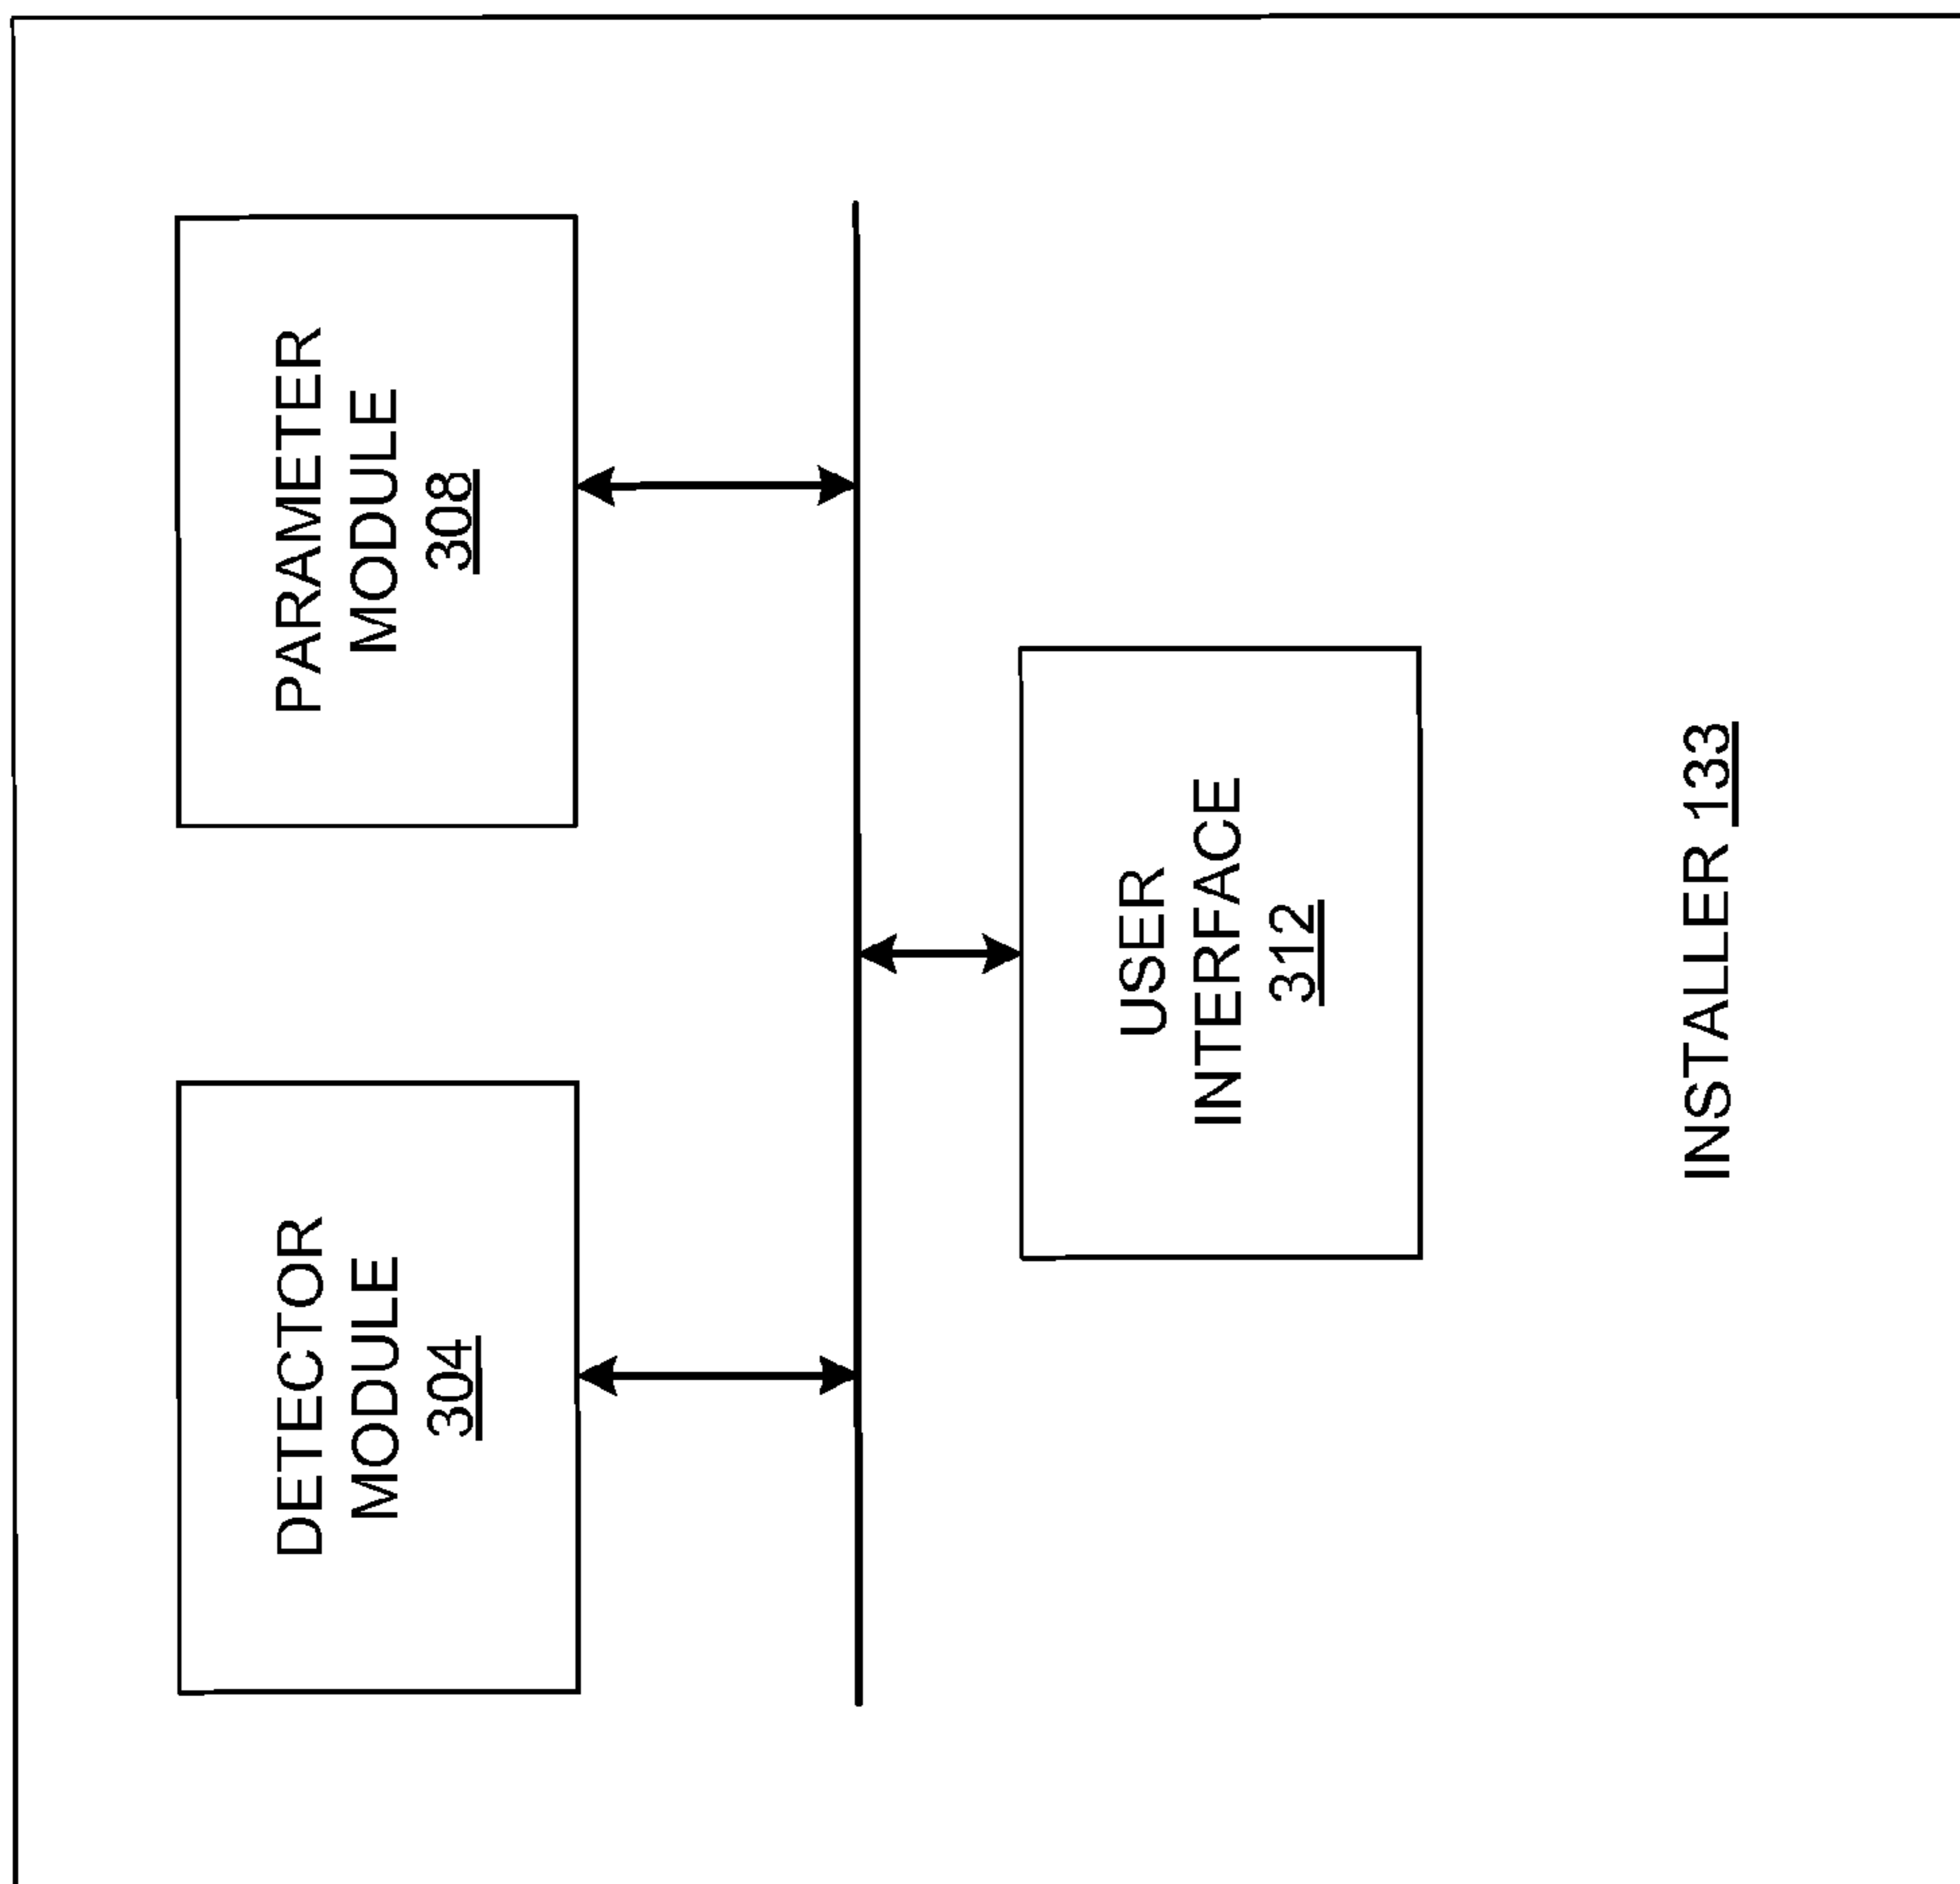 DETECTOR
MODULE
304
PARAMETER
MODULE
308
USER
INTERFACE
312
INSTALLER 133